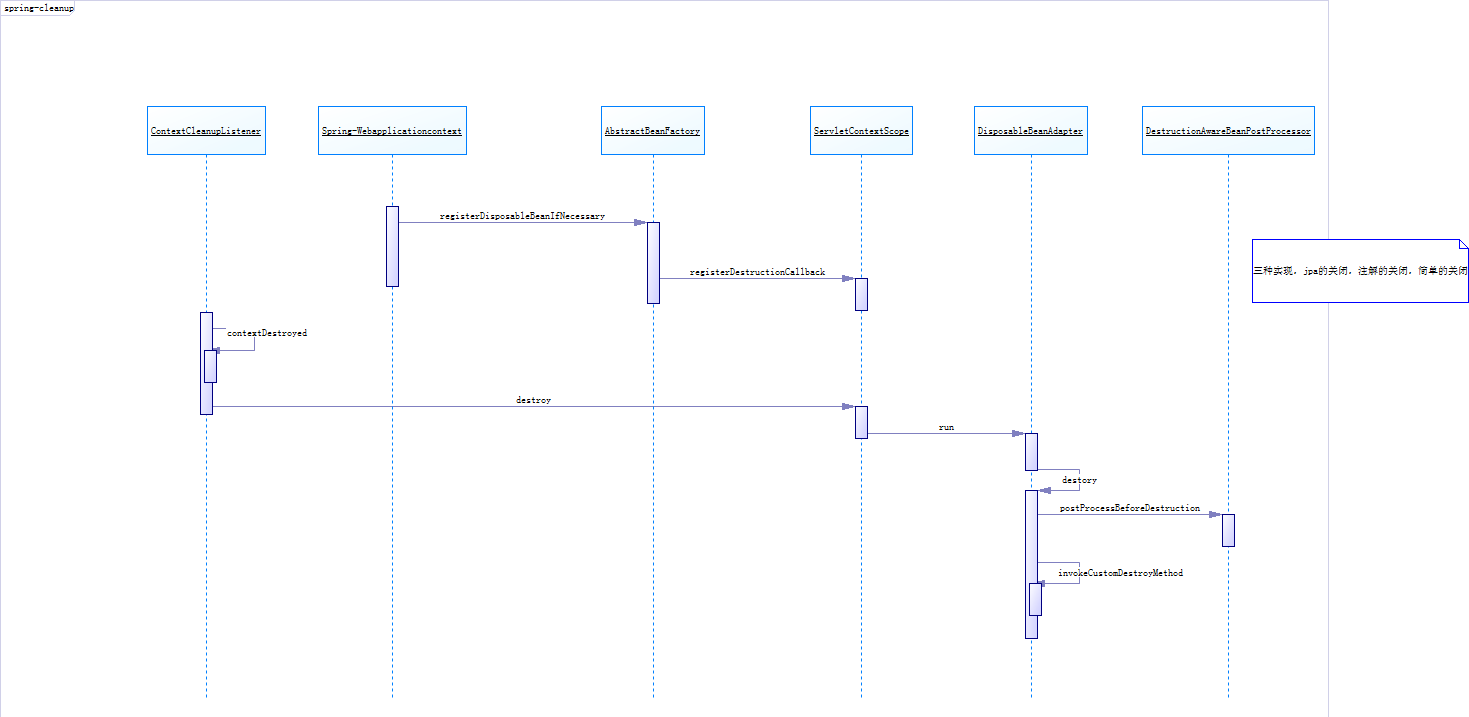 spring-cleanup
ContextCleanupListener
Spring-Webapplicationcontext
AbstractBeanFactory
ServletContextScope
DisposableBeanAdapter
DestructionAwareBeanPostProcessor
registerDisposableBeanIfNecessary
三种实现，jpa的关闭，注解的关闭，简单的关闭
registerDestructionCallback
contextDestroyed
destroy
run
destory
postProcessBeforeDestruction
invokeCustomDestroyMethod